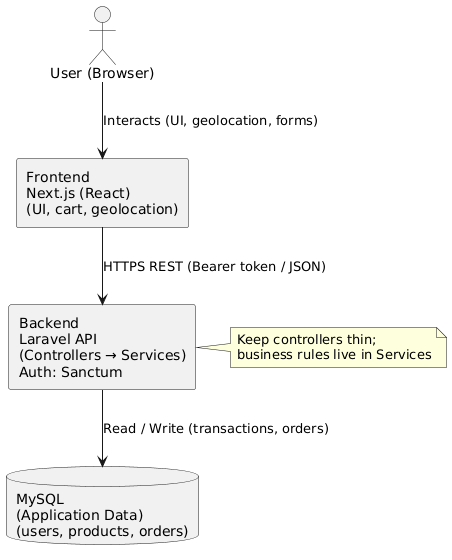 User (Browser)
Interacts (UI, geolocation, forms)
Frontend
Next.js (React)
(UI, cart, geolocation)
HTTPS REST (Bearer token / JSON)
Backend
Laravel API
(Controllers → Services)
Auth: Sanctum
Keep controllers thin;
business rules live in Services
Read / Write (transactions, orders)
MySQL
(Application Data)
(users, products, orders)